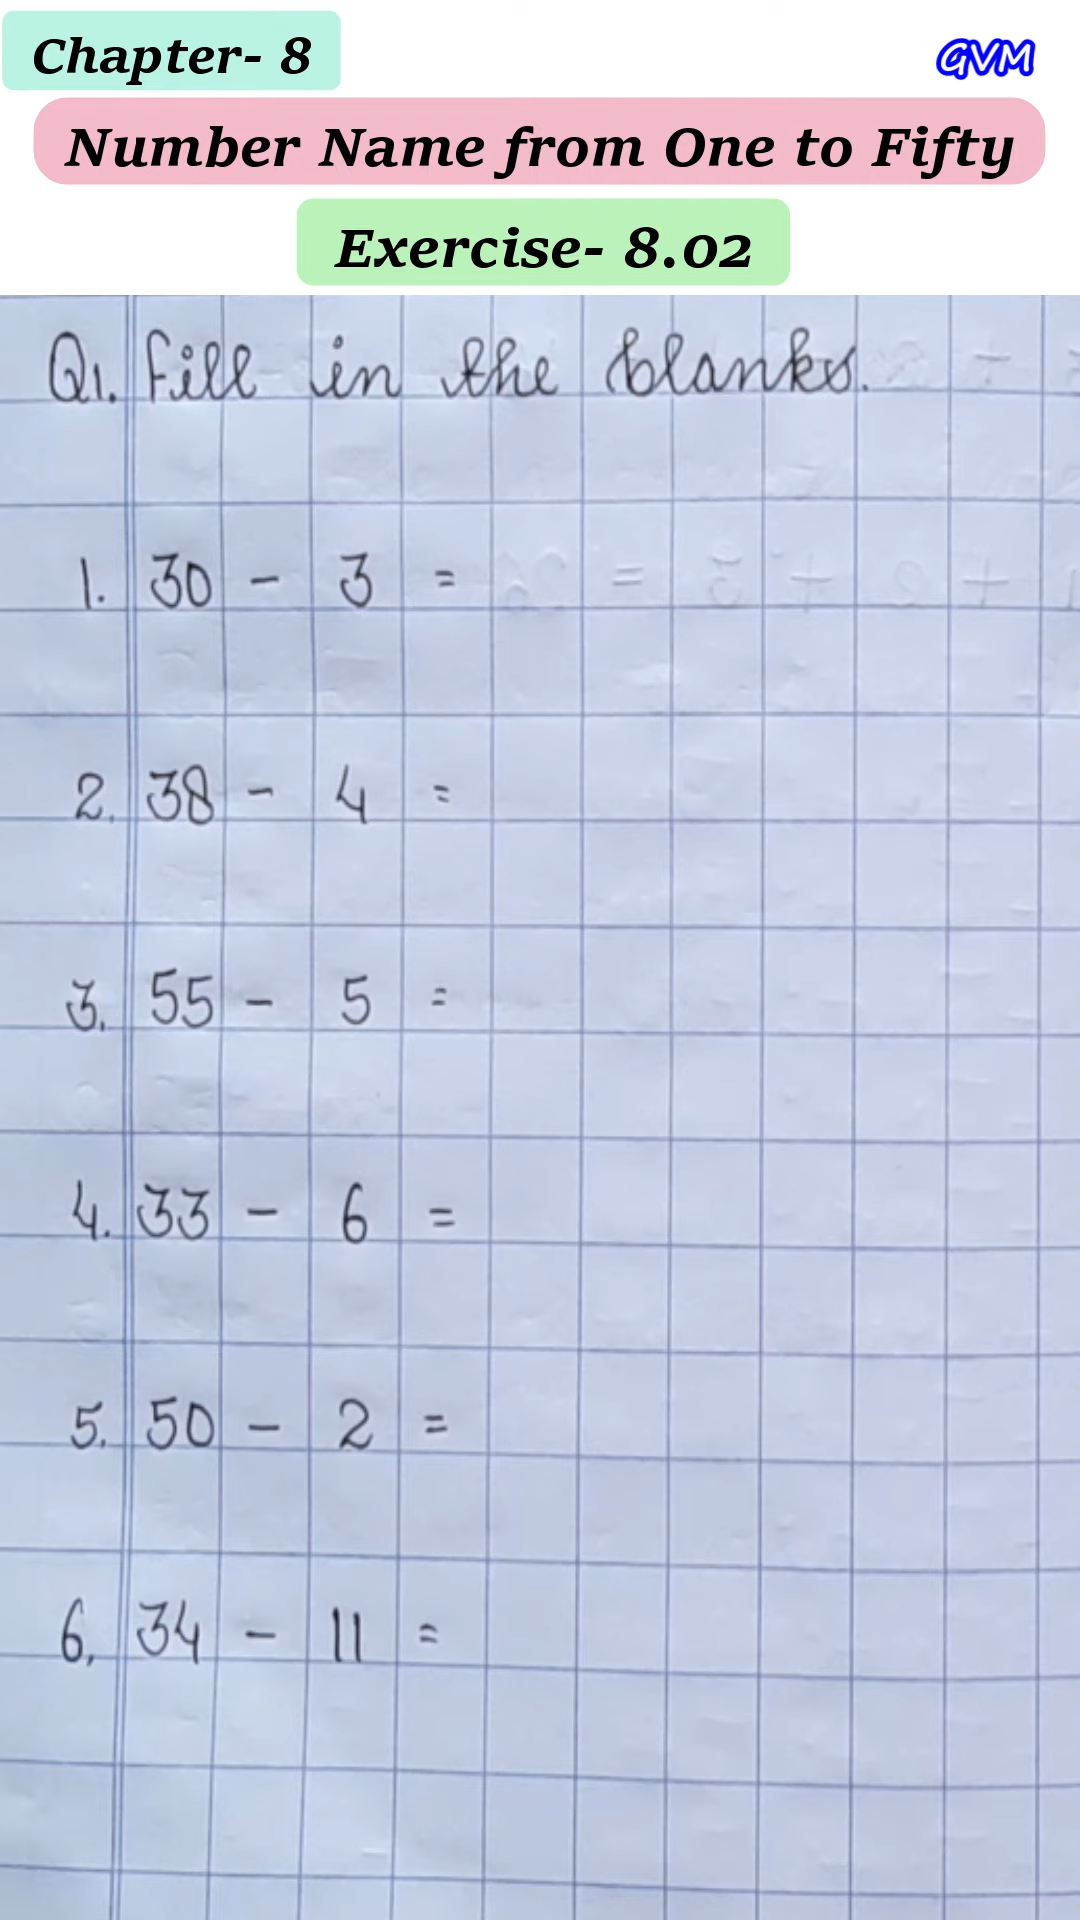 Chapter- 8
GVM
Number Name from One to Fifty
Exercise- 8.02
Q1. Fill in the blanks.
1. 30 - 3 =
2. 38 - 4 =
3. 55 - 5 =
4. 33 - 6 =
5. 50 - 2 =
6. 34 - 11 =